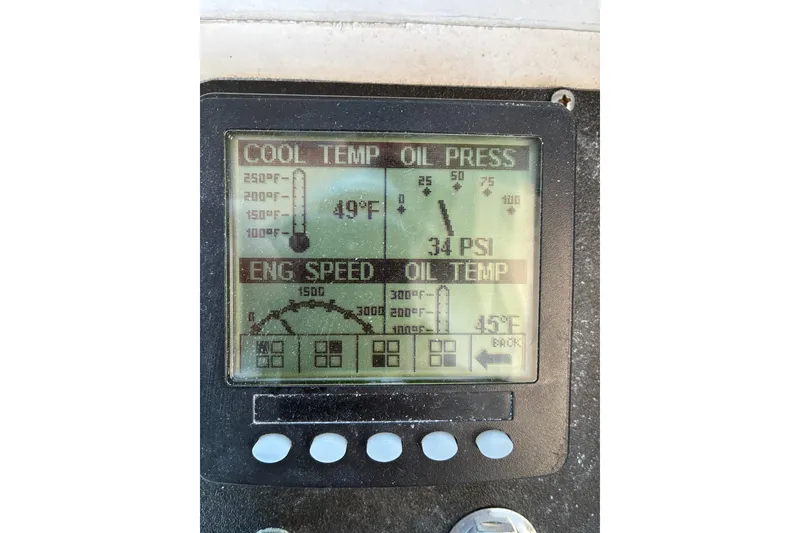 COOL TEMP
250°F-
200°F-
150°F-
100°F-
49°F
OIL PRESS
0 25 50 75 100
34 PSI
ENG SPEED
0 1500 3000
OIL TEMP
300°F-
200°F-
100°F-
45°F
BACK